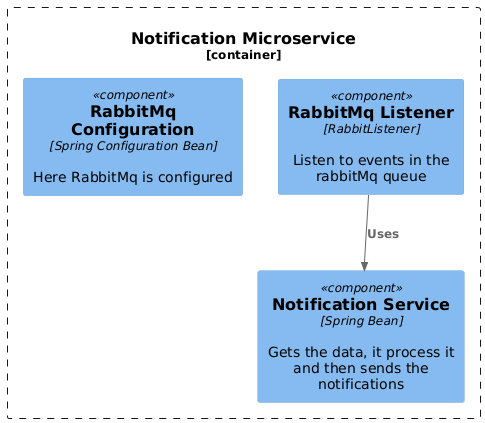 Notification Microservice
[container]
«component»
RabbitMq
Configuration
[Spring Configuration Bean]
Here RabbitMq is configured
«component»
RabbitMq Listener
[RabbitListener]
Listen to events in the
rabbitMq queue
Uses
«component»
Notification Service
[Spring Bean]
Gets the data, it process it
and then sends the
notifications